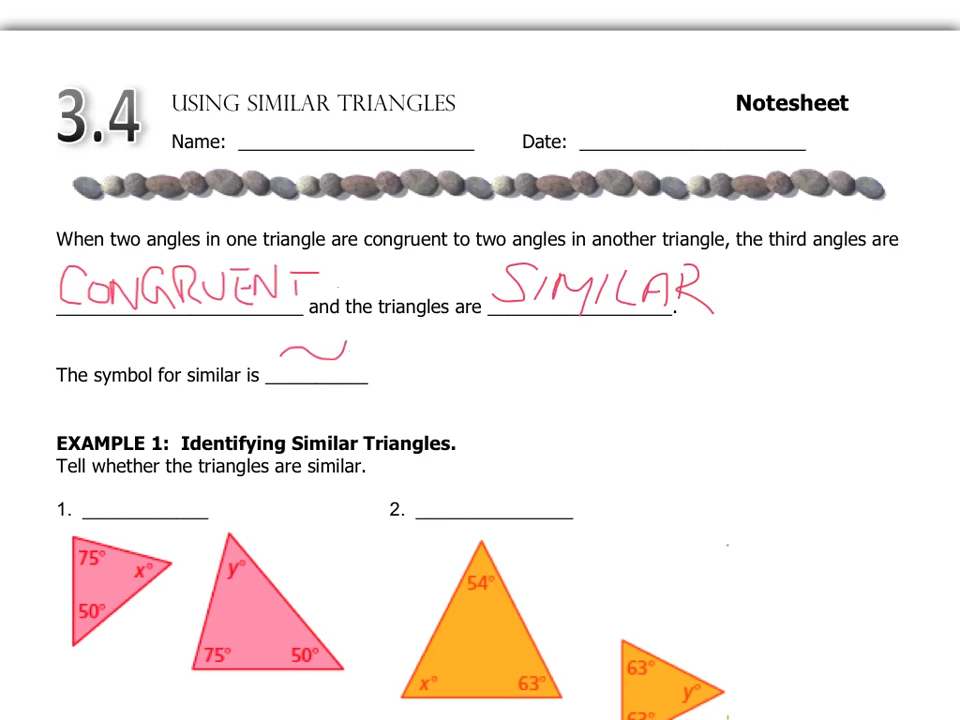 3.4 USING SIMILAR TRIANGLES Notesheet
Name: ______________________ Date: ______________________
When two angles in one triangle are congruent to two angles in another triangle, the third angles are
CONGRUENT and the triangles are SIMILAR.
The symbol for similar is ~
EXAMPLE 1: Identifying Similar Triangles.
Tell whether the triangles are similar.
1. ____________ 2. _______________
75° x° 50°
y° 75° 50°
54° x° 63°
63° y° 63°